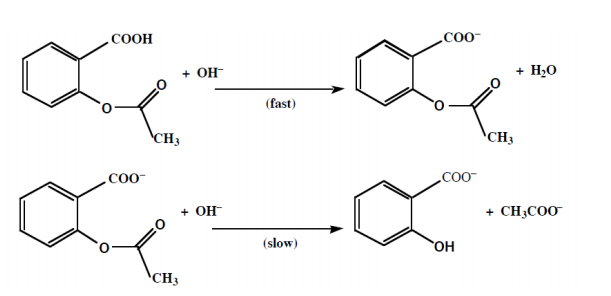 COOH
COO⁻
O
+ OH⁻
O
+ H₂O
O
(fast)
O
CH₃
CH₃
COO⁻
COO⁻
O
+ OH⁻
+ CH₃COO⁻
O
(slow)
OH
CH₃